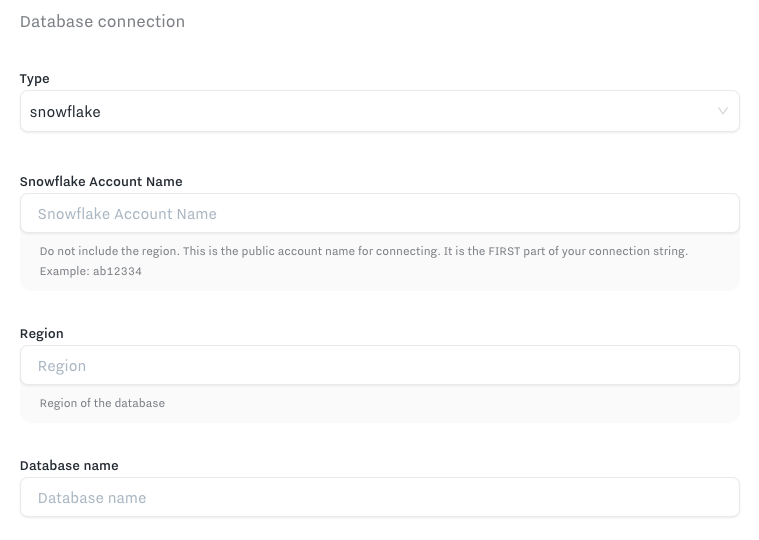 Database connection
Type
snowflake
Snowflake Account Name
Snowflake Account Name
Do not include the region. This is the public account name for connecting. It is the FIRST part of your connection string.
Example: ab12334
Region
Region
Region of the database
Database name
Database name